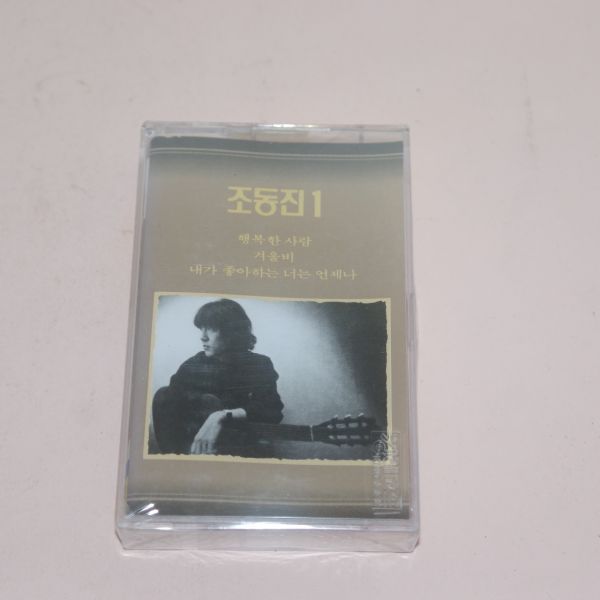 조동진 1
행복한 사람
겨울비
내가 좋아하는 너는 언제나